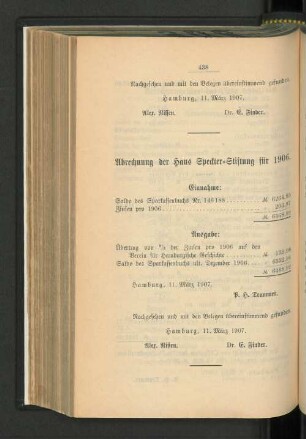 438
Nachgesehen und mit den Belegen übereinstimmend gefunden.
Hamburg, 11. März 1907.
Alex. Nissen. Dr. E. Finder.
Abrechnung der Hans Speckter-Stiftung für 1906.
Einnahme:
Saldo des Sparkassenbuchs Nr.
Zinsen pro 1906
Ausgabe:
Übertrag von der Zinsen pro 1906 auf den
Verein für Hamburgische Geschichte
Saldo des Sparkassenbuchs ult. Dezember 1906
Hamburg, 11. März 1907.
P. H. Trummer.
Nachgesehen und mit den Belegen übereinstimmend gefunden.
Hamburg, 11. März 1907.
Alex. Nissen. Dr. E. Finder.